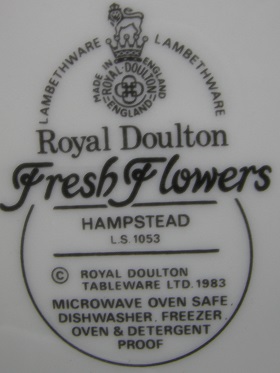 LAMBETHWARE LAMBETHWARE
MADE IN ENGLAND
ROYAL·DOULTON
ENGLAND
Royal Doulton
Fresh Flowers
HAMPSTEAD
L.S. 1053
© ROYAL DOULTON
TABLEWARE LTD. 1983
MICROWAVE OVEN SAFE.
DISHWASHER. FREEZER.
OVEN & DETERGENT
PROOF